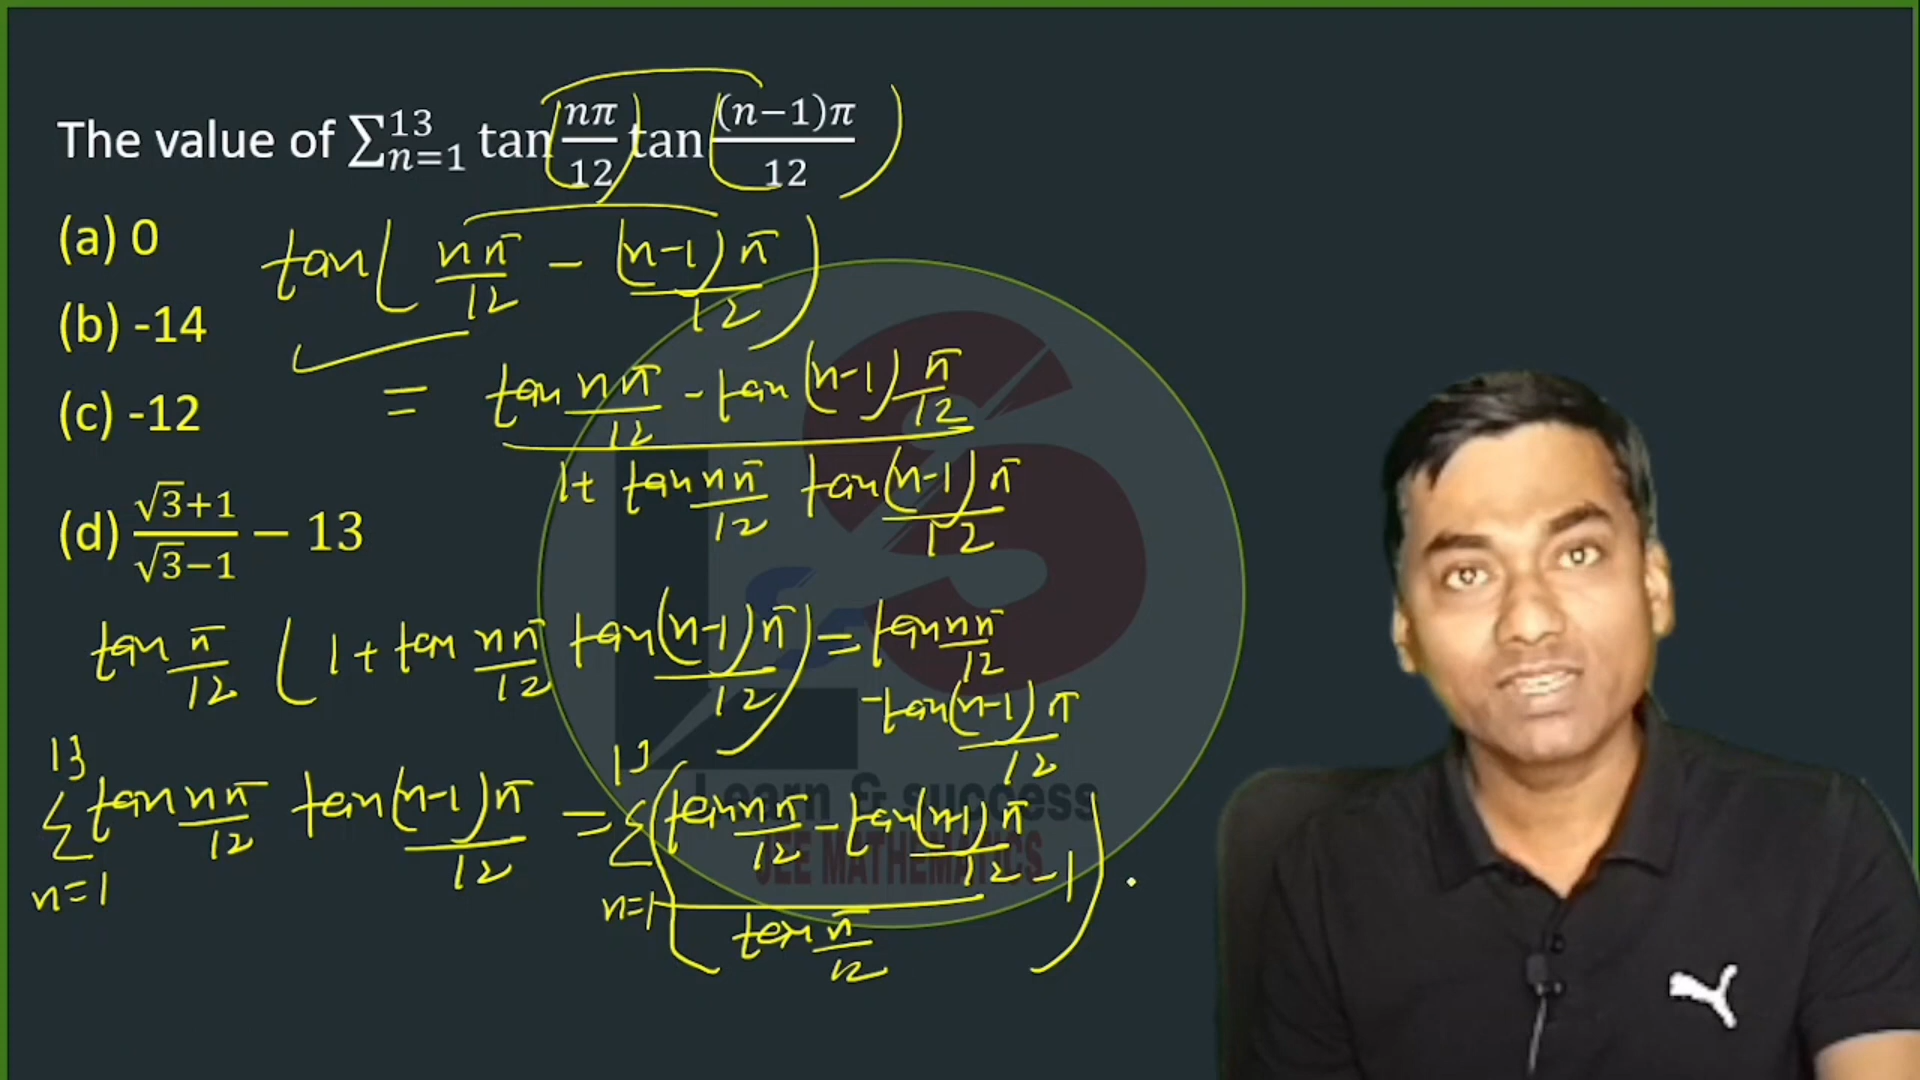 The value of ∑_{n=1}^{13} tan nπ/12 tan (n−1)π/12
(a) 0
tan( nπ/12 − (n-1)π/12 )
(b) -14
= (tan nπ/12 - tan (n-1) π/12) / (1+ tan nπ/12 tan (n-1)π/12)
(c) -12
(d) (√3+1)/(√3−1) − 13
tan π/12 ( 1 + tan nπ/12 tan (n-1)π/12 ) = tan nπ/12
- tan (n-1) π/12
∑_{n=1}^{13} tan nπ/12 tan (n-1)π/12 = ∑_{n=1}^{13} ( (tan nπ/12 - tan (n-1)π/12) / (tan π/12) - 1 ) .
Learn & success
JEE MATHEMATICS
LS